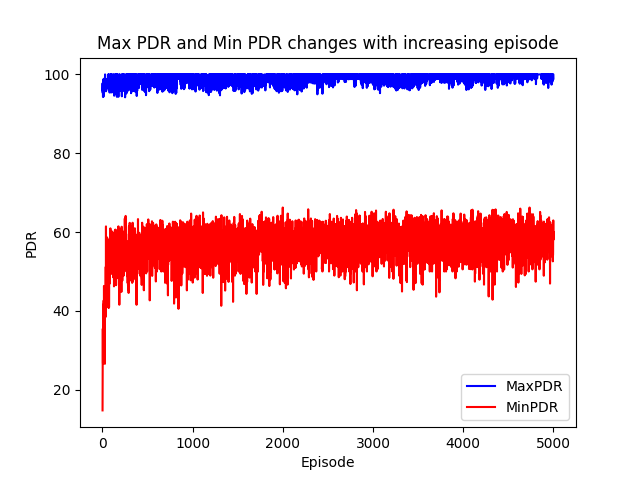 Max PDR and Min PDR changes with increasing episode
100
80
60
40
20
PDR
0
1000
2000
3000
4000
5000
Episode
MaxPDR
MinPDR